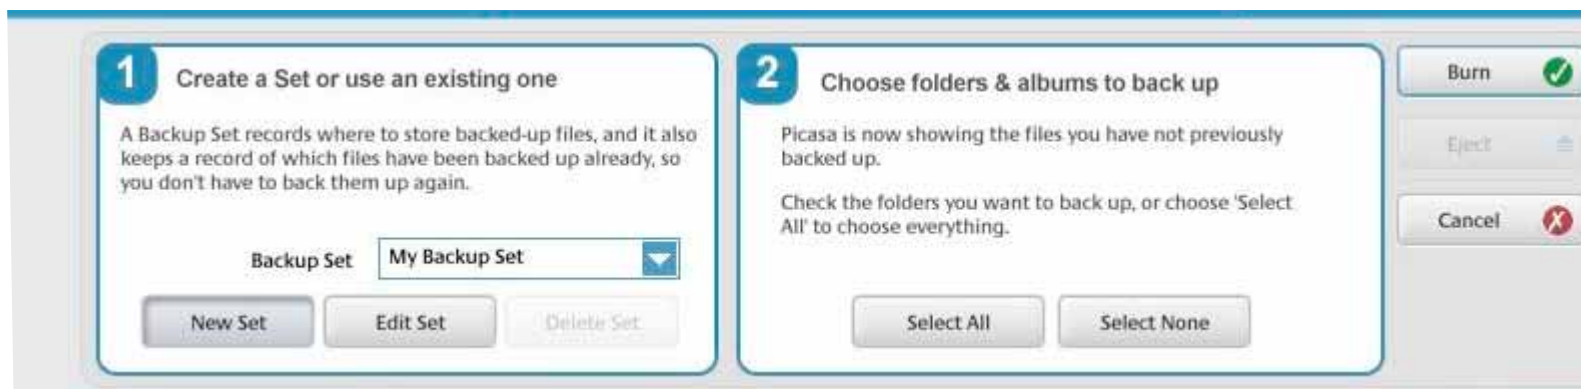 1
Create a Set or use an existing one
A Backup Set records where to store backed-up files, and it also
keeps a record of which files have been backed up already, so
you don't have to back them up again.
Backup Set
My Backup Set
New Set
Edit Set
Delete Set
2
Choose folders & albums to back up
Picasa is now showing the files you have not previously
backed up.
Check the folders you want to back up, or choose 'Select
All' to choose everything.
Select All
Select None
Burn
Eject
Cancel